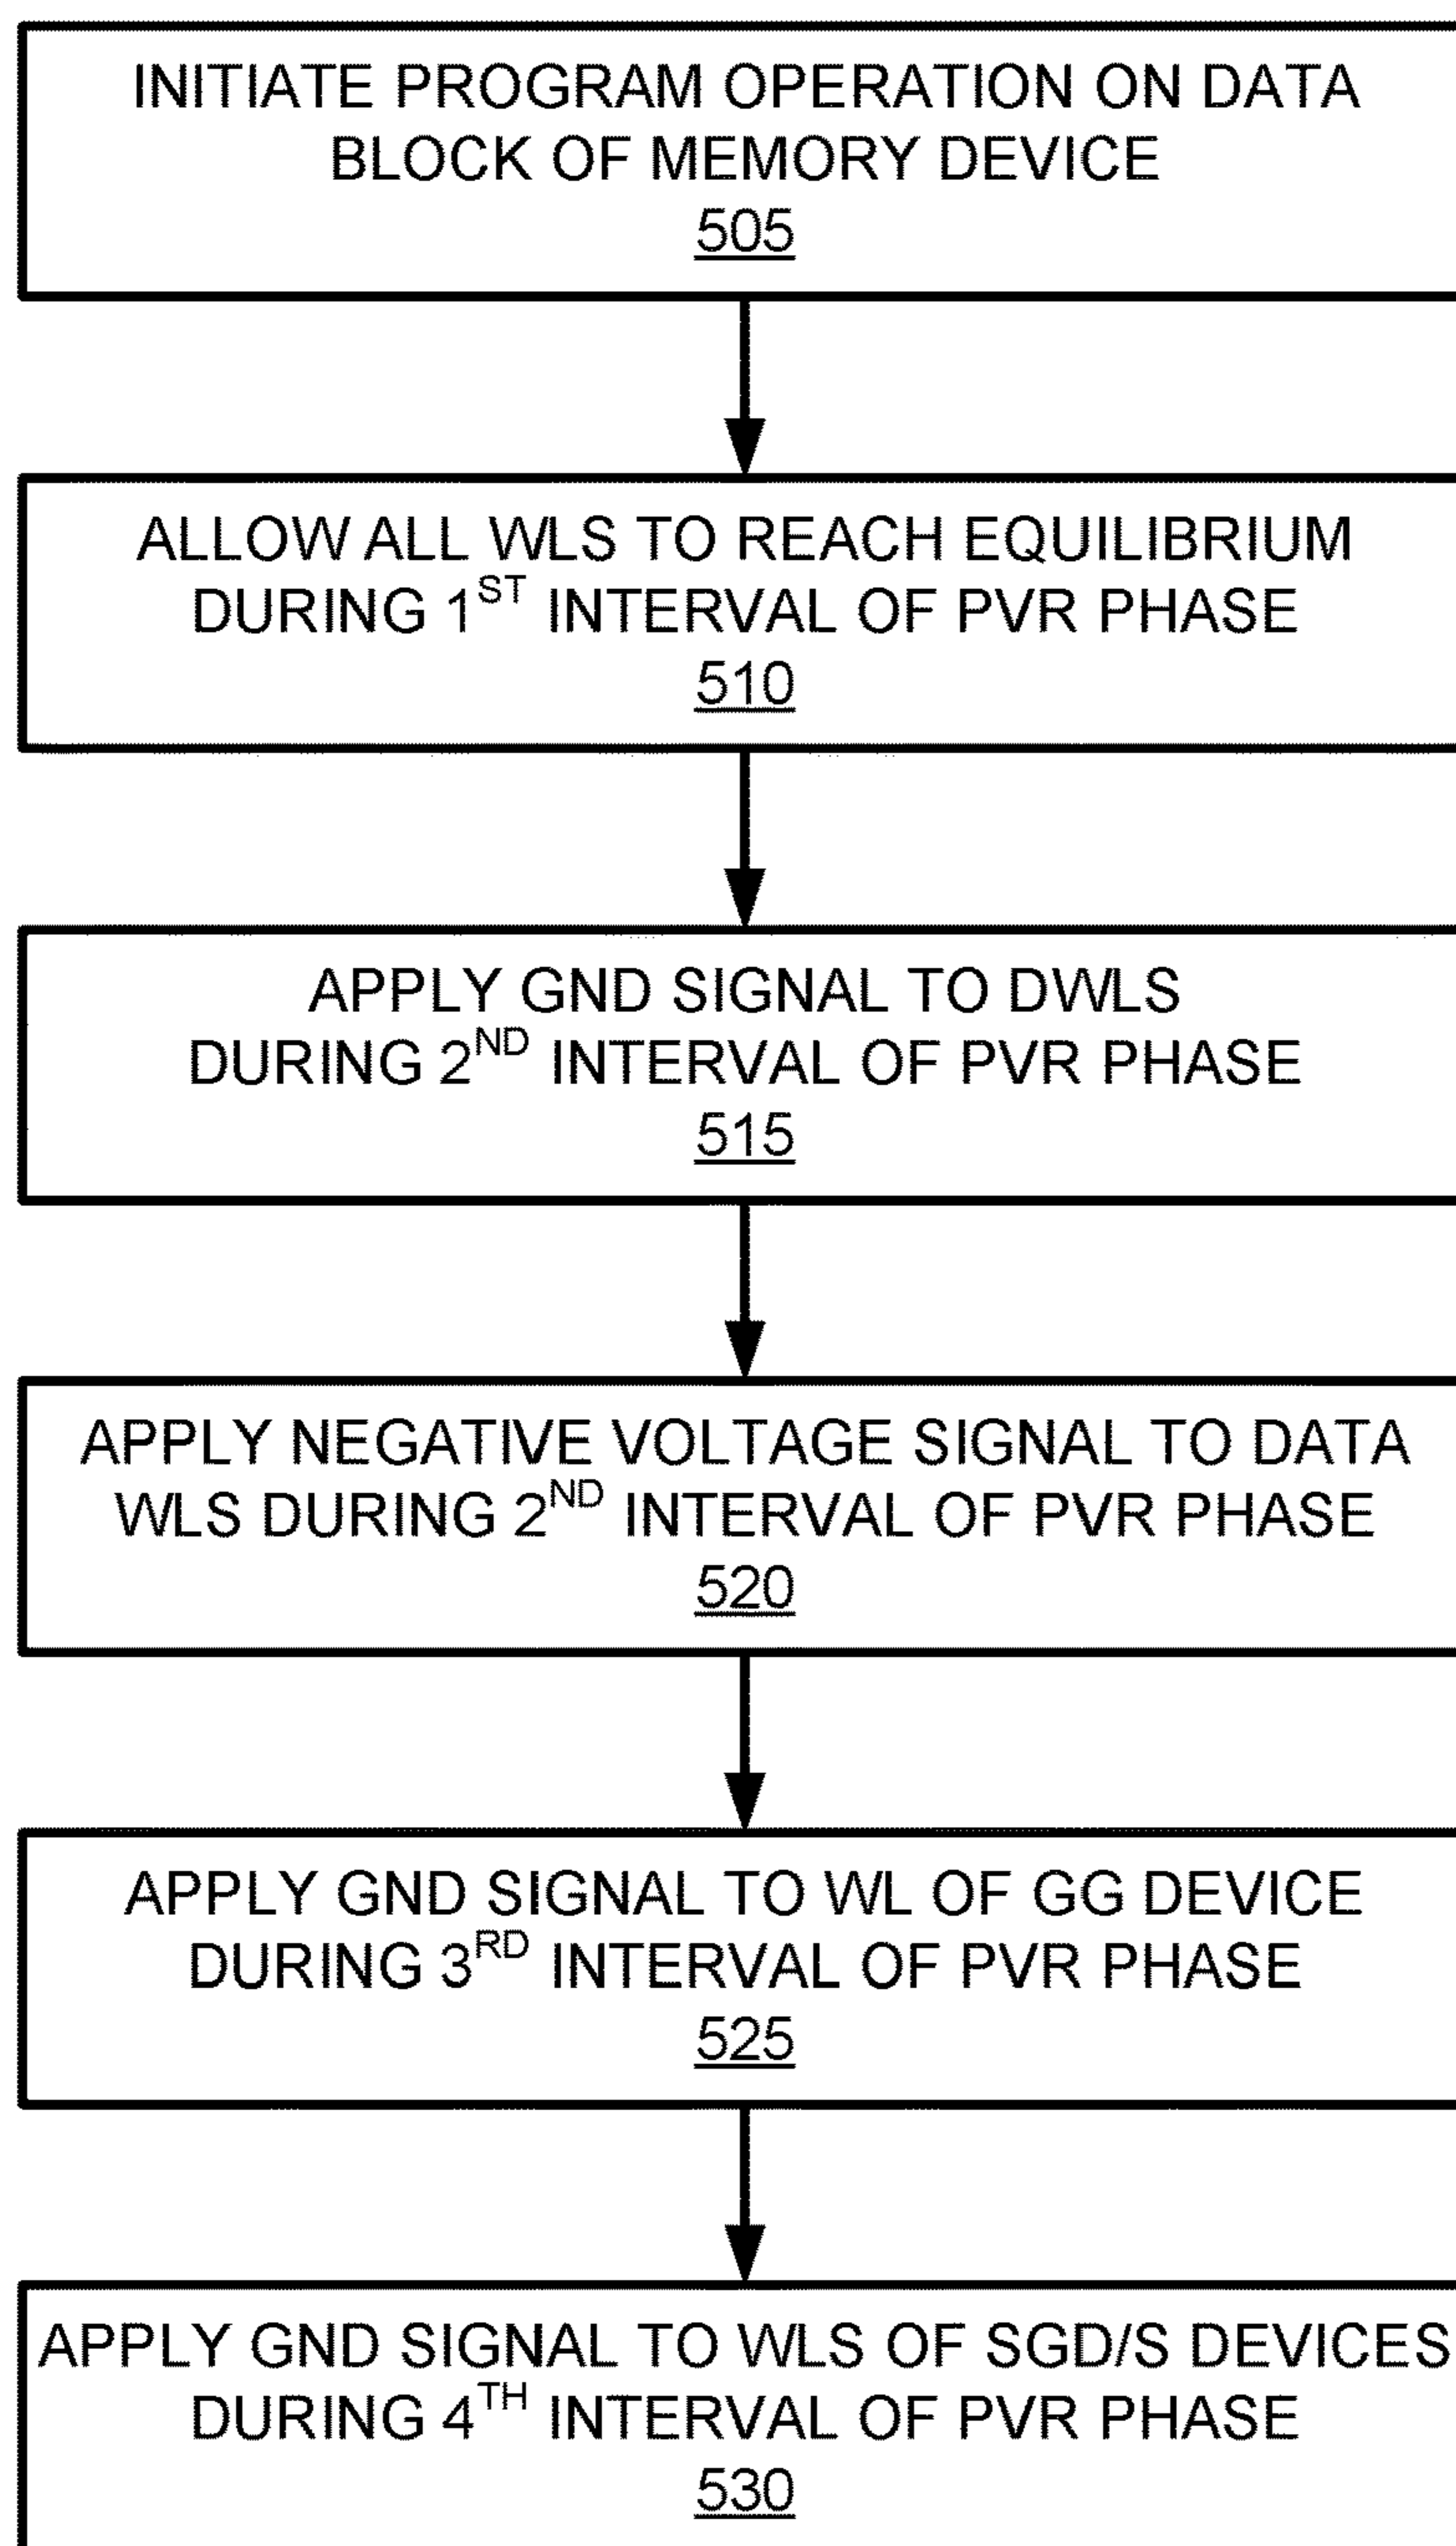 INITIATE PROGRAM OPERATION ON DATA
BLOCK OF MEMORY DEVICE
505
ALLOW ALL WLS TO REACH EQUILIBRIUM
DURING 1ST INTERVAL OF PVR PHASE
510
APPLY GND SIGNAL TO DWLS
DURING 2ND INTERVAL OF PVR PHASE
515
APPLY NEGATIVE VOLTAGE SIGNAL TO DATA
WLS DURING 2ND INTERVAL OF PVR PHASE
520
APPLY GND SIGNAL TO WL OF GG DEVICE
DURING 3RD INTERVAL OF PVR PHASE
525
APPLY GND SIGNAL TO WLS OF SGD/S DEVICES
DURING 4TH INTERVAL OF PVR PHASE
530